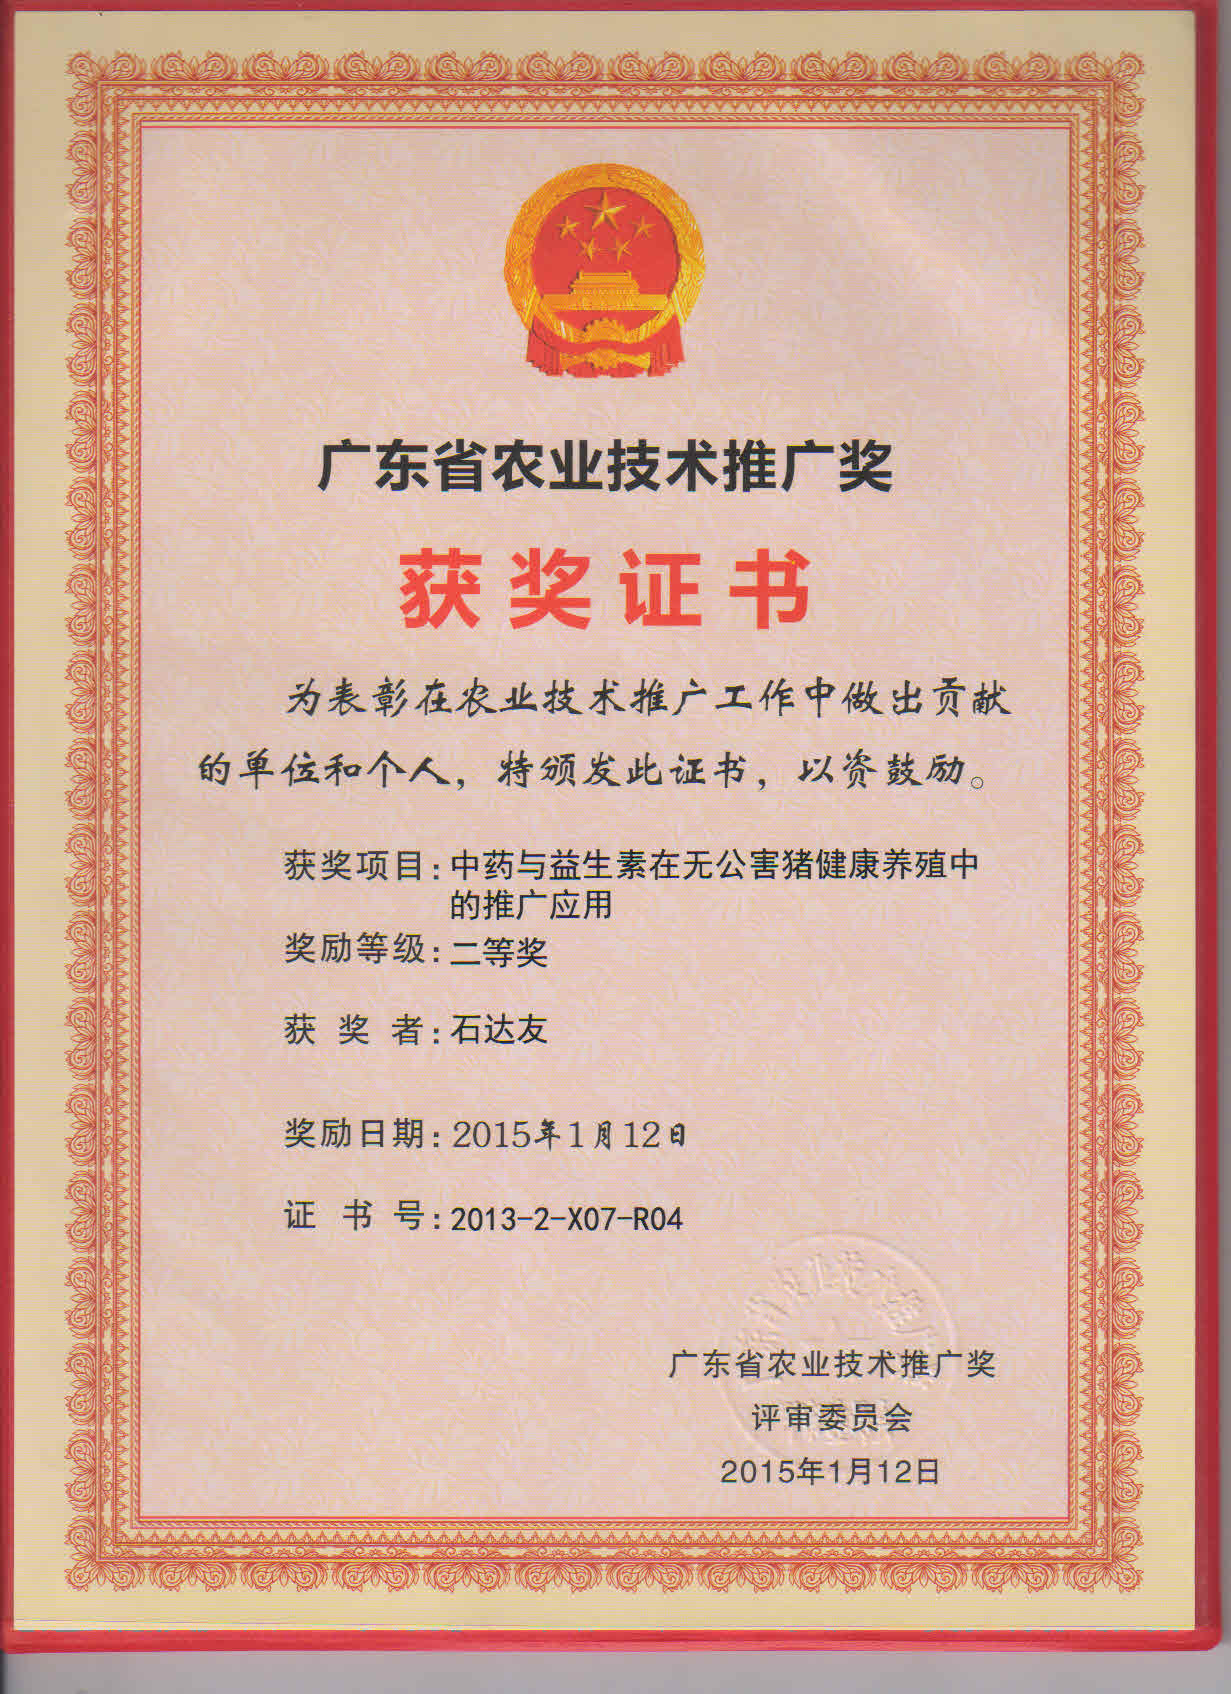 广东省农业技术推广奖
获奖证书
为表彰在农业技术推广工作中做出贡献
的单位和个人，特颁发此证书，以资鼓励。
获奖项目：中药与益生素在无公害猪健康养殖中
的推广应用
奖励等级：二等奖
获奖者：石达友
奖励日期：2015年1月12日
证书号：2013-2-X07-R04
广东省农业技术推广奖
评审委员会
2015年1月12日